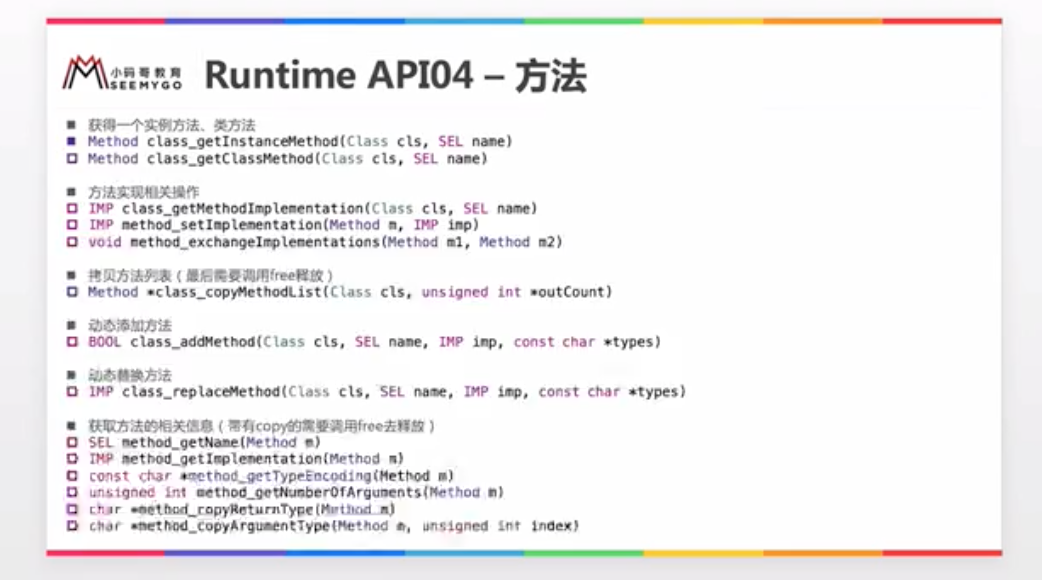 小码哥教育
SEEMYGO
Runtime API04 – 方法
获得一个实例方法、类方法
Method class_getInstanceMethod(Class cls, SEL name)
Method class_getClassMethod(Class cls, SEL name)
方法实现相关操作
IMP class_getMethodImplementation(Class cls, SEL name)
IMP method_setImplementation(Method m, IMP imp)
void method_exchangeImplementations(Method m1, Method m2)
拷贝方法列表（最后需要调用free释放）
Method *class_copyMethodList(Class cls, unsigned int *outCount)
动态添加方法
BOOL class_addMethod(Class cls, SEL name, IMP imp, const char *types)
动态替换方法
IMP class_replaceMethod(Class cls, SEL name, IMP imp, const char *types)
获取方法的相关信息（带有copy的需要调用free去释放）
SEL method_getName(Method m)
IMP method_getImplementation(Method m)
const char *method_getTypeEncoding(Method m)
unsigned int method_getNumberOfArguments(Method m)
char *method_copyReturnType(Method m)
char *method_copyArgumentType(Method m, unsigned int index)